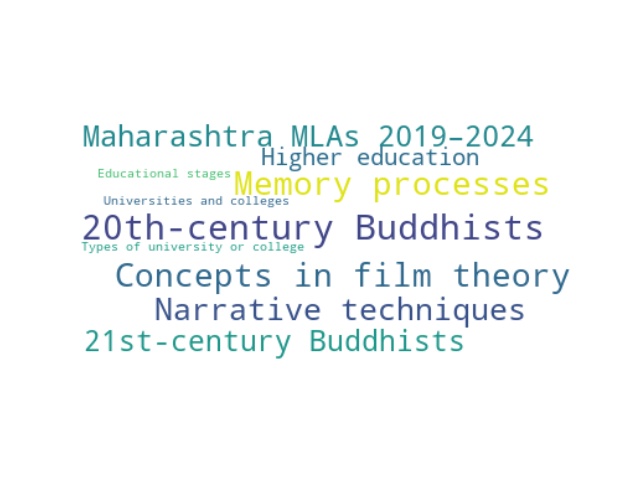 Maharashtra MLAs 2019–2024
Higher education
Educational stages
Memory processes
Universities and colleges
20th-century Buddhists
Types of university or college
Concepts in film theory
Narrative techniques
21st-century Buddhists